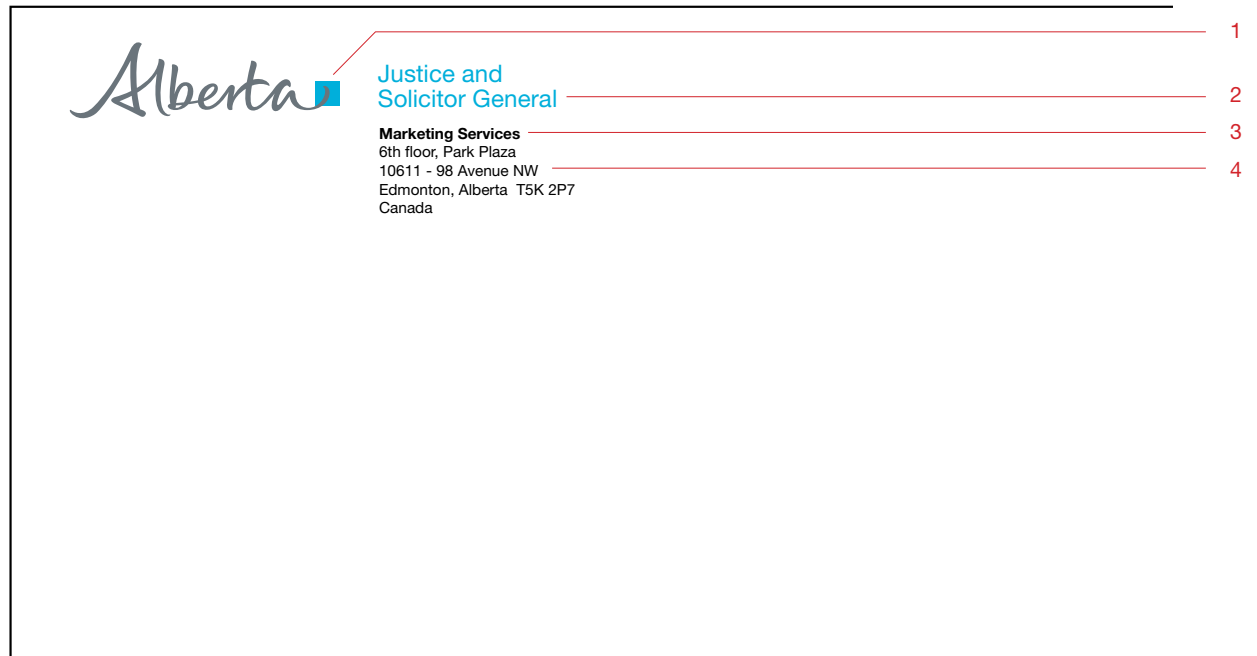 Alberta
Justice and
Solicitor General
Marketing Services
6th floor, Park Plaza
10611 - 98 Avenue NW
Edmonton, Alberta  T5K 2P7
Canada
1
2
3
4